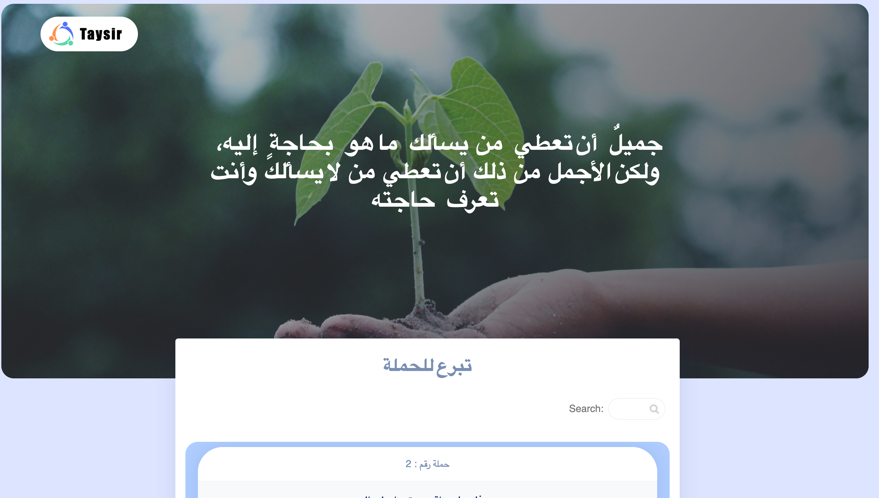 Taysir
جميلٌ أن تعطي من يسألك ما هو بحاجةٍ إليه،
ولكن الأجمل من ذلك أن تعطي من لا يسألك وأنت
تعرف حاجته
تبرع للحملة
Search:
حملة رقم : 2